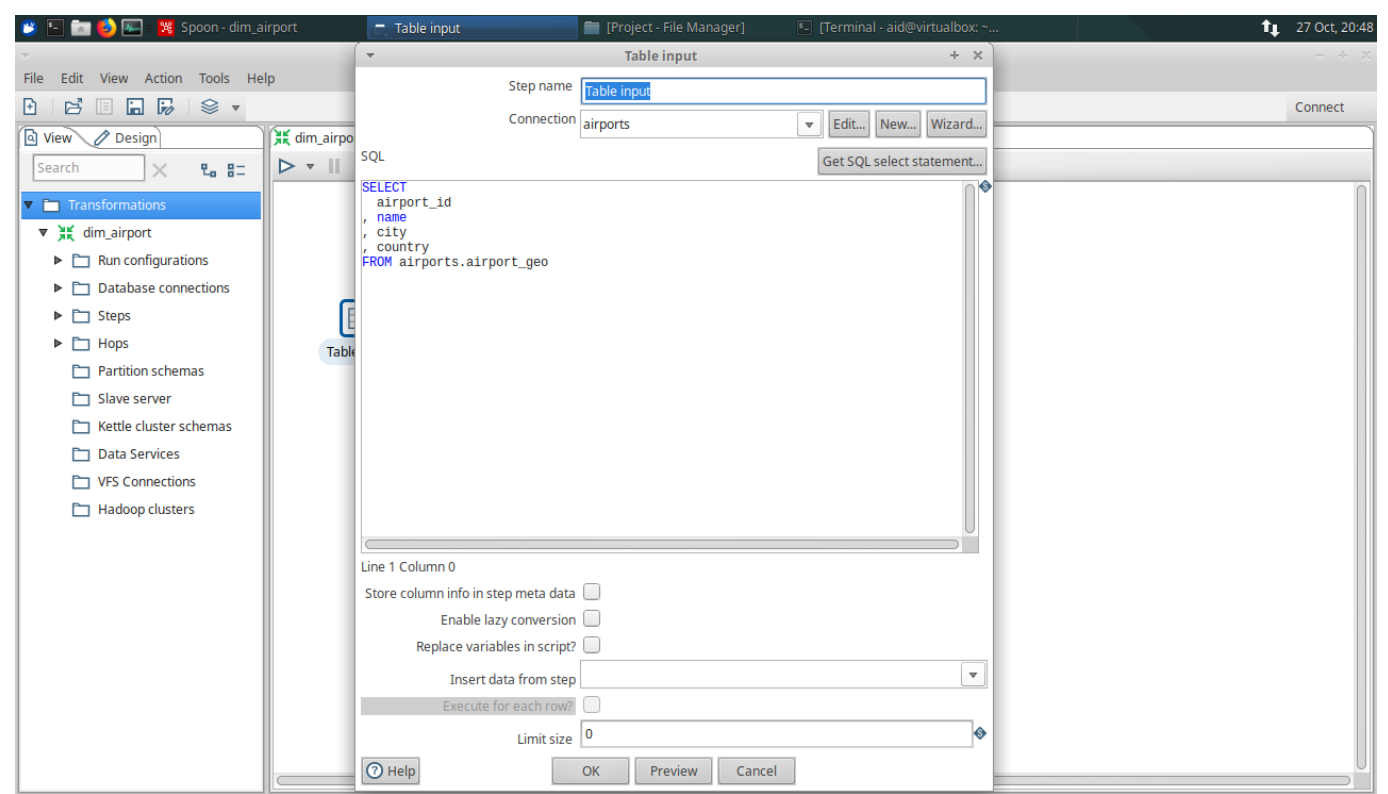 Spoon - dim_airport
Table input
[Project - File Manager]
[Terminal - aid@virtualbox: ~...
27 Oct, 20:48
Table input
File Edit View Action Tools Help
Connect
View Design
dim_airpo
Search
Transformations
dim_airport
Run configurations
Database connections
Steps
Hops
Partition schemas
Slave server
Kettle cluster schemas
Data Services
VFS Connections
Hadoop clusters
Table
Step name Table input
Connection airports Edit... New... Wizard...
SQL Get SQL select statement...
SELECT
airport_id
, name
, city
, country
FROM airports.airport_geo
Line 1 Column 0
Store column info in step meta data
Enable lazy conversion
Replace variables in script?
Insert data from step
Execute for each row?
Limit size 0
Help OK Preview Cancel